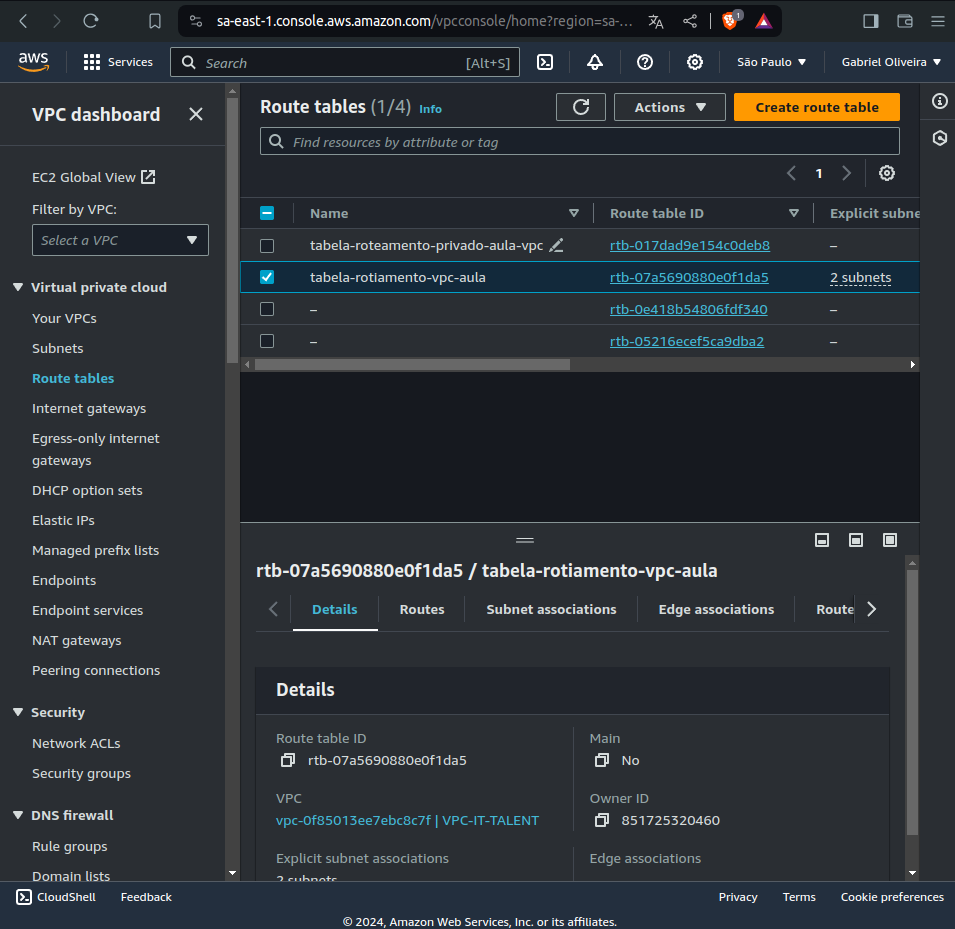 sa-east-1.console.aws.amazon.com/vpcconsole/home?region=sa-...
1
aws
Services
Search
[Alt+S]
São Paulo
Gabriel Oliveira
VPC dashboard
EC2 Global View
Filter by VPC:
Select a VPC
Virtual private cloud
Your VPCs
Subnets
Route tables
Internet gateways
Egress-only internet
gateways
DHCP option sets
Elastic IPs
Managed prefix lists
Endpoints
Endpoint services
NAT gateways
Peering connections
Security
Network ACLs
Security groups
DNS firewall
Rule groups
Domain lists
Route tables (1/4) Info
Actions
Create route table
Find resources by attribute or tag
1
Name Route table ID Explicit subne
tabela-roteamento-privado-aula-vpc rtb-017dad9e154c0deb8 –
tabela-rotiamento-vpc-aula rtb-07a5690880e0f1da5 2 subnets
– rtb-0e418b54806fdf340 –
– rtb-05216ecef5ca9dba2 –
rtb-07a5690880e0f1da5 / tabela-rotiamento-vpc-aula
Details Routes Subnet associations Edge associations Route
Details
Route table ID
rtb-07a5690880e0f1da5
Main
No
VPC
vpc-0f85013ee7ebc8c7f | VPC-IT-TALENT
Owner ID
851725320460
Explicit subnet associations
2 subnets
Edge associations
CloudShell Feedback Privacy Terms Cookie preferences
© 2024, Amazon Web Services, Inc. or its affiliates.